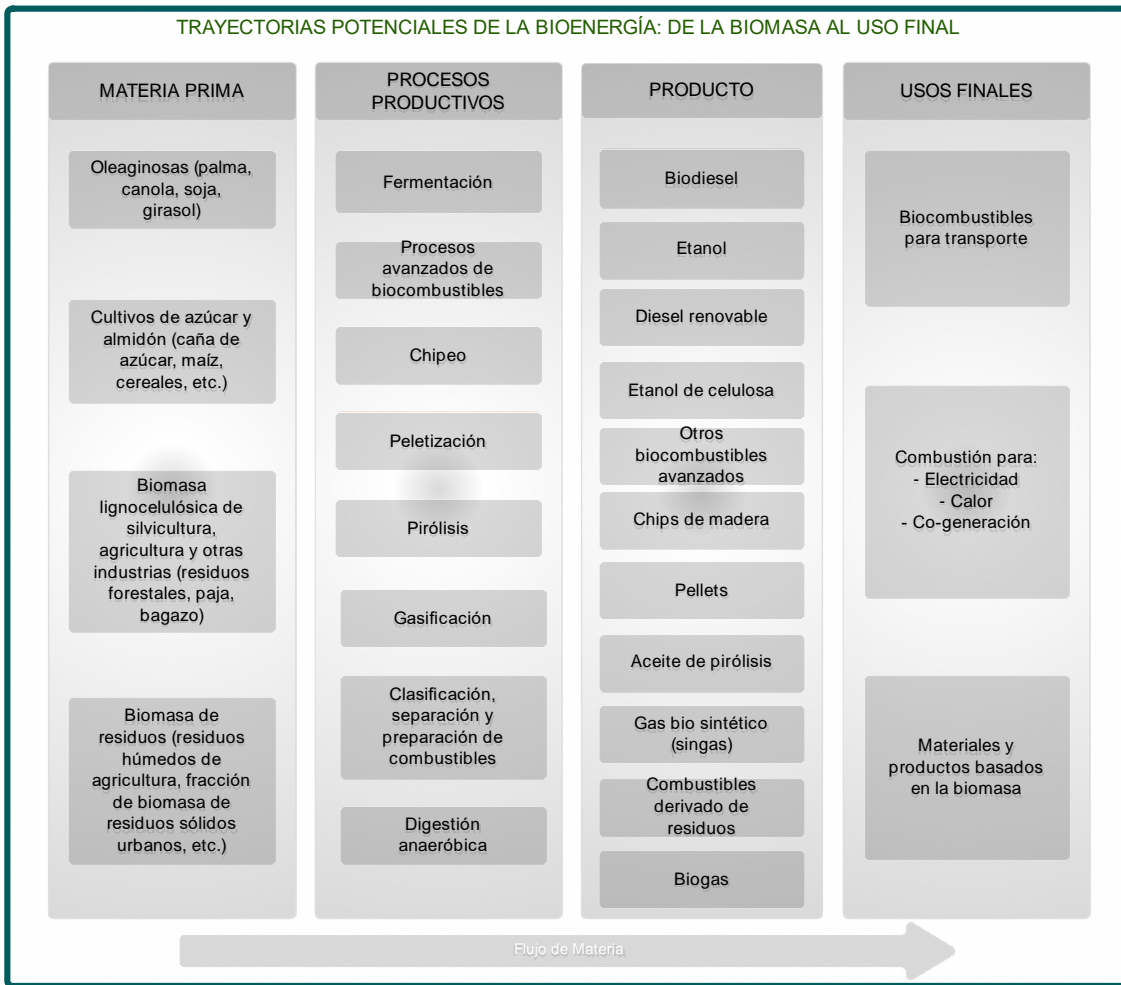 TRAYECTORIAS POTENCIALES DE LA BIOENERGÍA: DE LA BIOMASA AL USO FINAL
MATERIA PRIMA
Oleaginosas (palma,
canola, soja,
girasol)
Cultivos de azúcar y
almidón (caña de
azúcar, maíz,
cereales, etc.)
Biomasa
lignocelulósica de
silvicultura,
agricultura y otras
industrias (residuos
forestales, paja,
bagazo)
Biomasa de
residuos (residuos
húmedos de
agricultura, fracción
de biomasa de
residuos sólidos
urbanos, etc.)
PROCESOS
PRODUCTIVOS
Fermentación
Procesos
avanzados de
biocombustibles
Chipeo
Peletización
Pirólisis
Gasificación
Clasificación,
separación y
preparación de
combustibles
Digestión
anaeróbica
PRODUCTO
Biodiesel
Etanol
Diesel renovable
Etanol de celulosa
Otros
biocombustibles
avanzados
Chips de madera
Pellets
Aceite de pirólisis
Gas bio sintético
(singas)
Combustibles
derivado de
residuos
Biogas
USOS FINALES
Biocombustibles
para transporte
Combustión para:
- Electricidad
- Calor
- Co-generación
Materiales y
productos basados
en la biomasa
Flujo de Materia